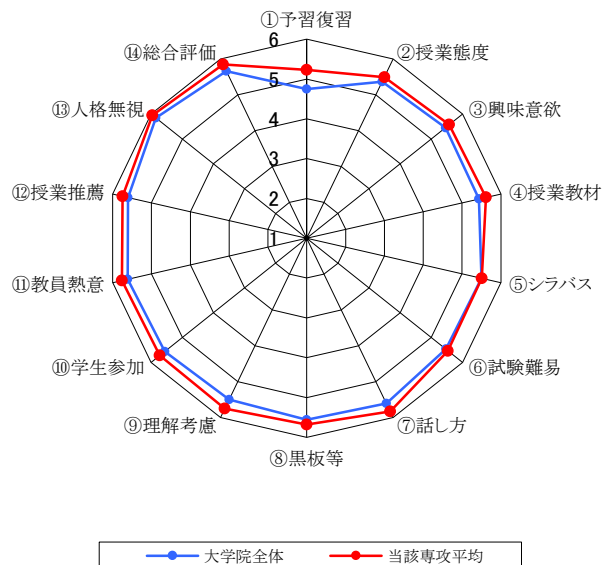 ①予習復習
②授業態度
③興味意欲
④授業教材
⑤シラバス
⑥試験難易
⑦話し方
⑧黒板等
⑨理解考慮
⑩学生参加
⑪教員熱意
⑫授業推薦
⑬人格無視
⑭総合評価
6
5
4
3
2
1
大学院全体
当該専攻平均